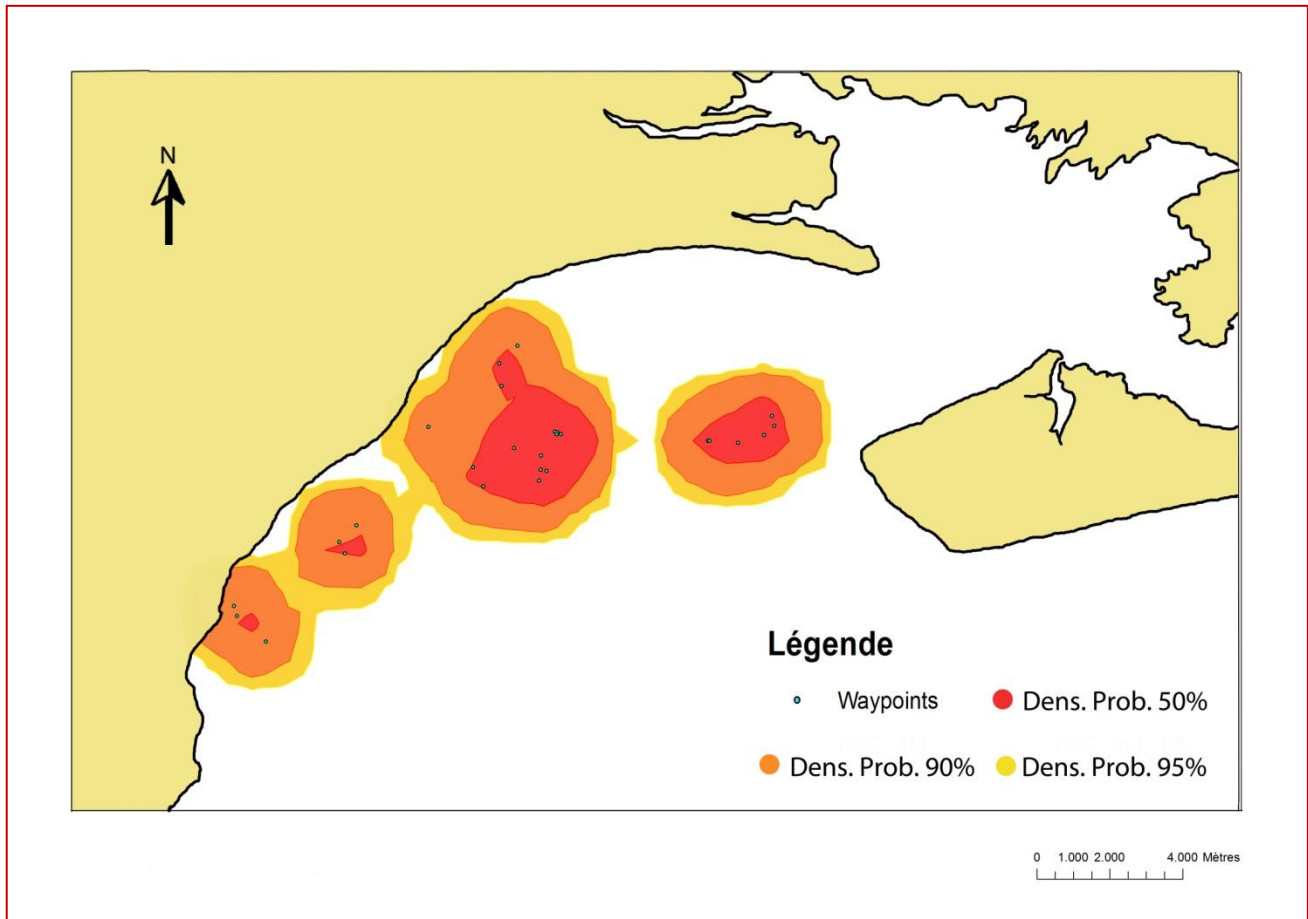 N
Légende
Waypoints
Dens. Prob. 50%
Dens. Prob. 90%
Dens. Prob. 95%
0 1.000 2.000 4.000 Mètres